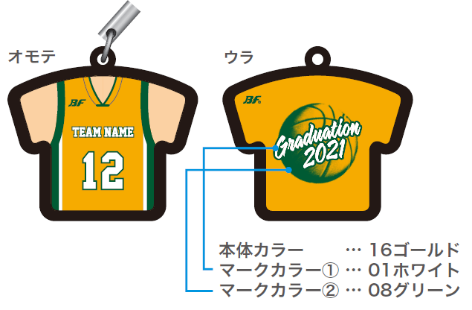 オモテ
ウラ
BF
TEAM NAME
12
BF
Graduation
2021
本体カラー … 16ゴールド
マークカラー① … 01ホワイト
マークカラー② … 08グリーン